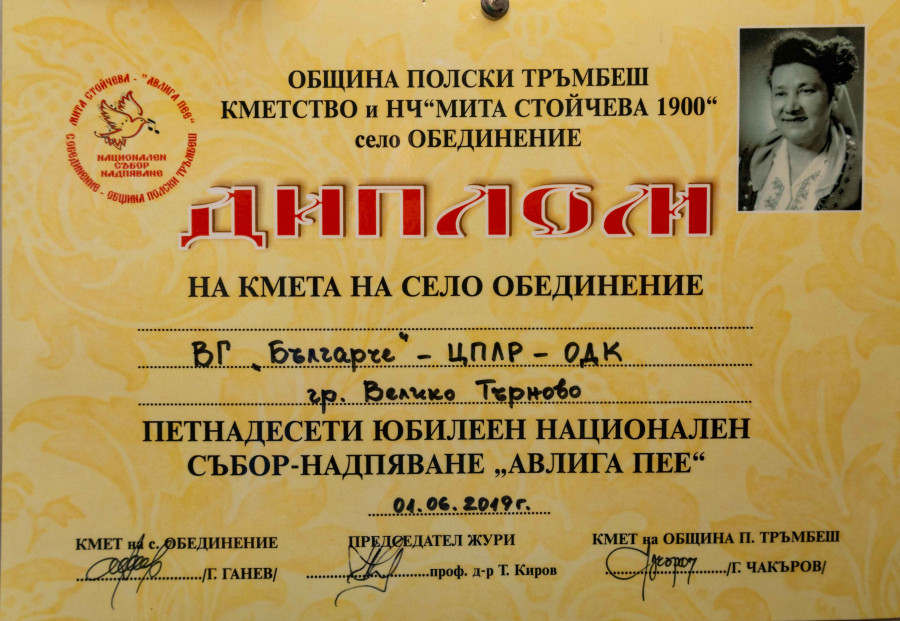 ОБЩИНА ПОЛСКИ ТРЪМБЕШ
КМЕТСТВО и НЧ“МИТА СТОЙЧЕВА 1900“
село ОБЕДИНЕНИЕ
"МИТА СТОЙЧЕВА - "АВЛИГА ПЕЕ"
С. ОБЕДИНЕНИЕ - ОБЩИНА ПОЛСКИ ТРЪМБЕШ
НАЦИОНАЛЕН
СЪБОР
НАДПЯВАНЕ
ДИПЛОМ
НА КМЕТА НА СЕЛО ОБЕДИНЕНИЕ
ВГ „Българче“ - ЦПЛР - ОДК
гр. Велико Търново
ПЕТНАДЕСЕТИ ЮБИЛЕЕН НАЦИОНАЛЕН
СЪБОР-НАДПЯВАНЕ „АВЛИГА ПЕЕ“
01.06.2019г.
КМЕТ на с. ОБЕДИНЕНИЕ
/Г. ГАНЕВ/
ПРЕДСЕДАТЕЛ ЖУРИ
проф. д-р Т. Киров
КМЕТ на ОБЩИНА П. ТРЪМБЕШ
/Г. ЧАКЪРОВ/